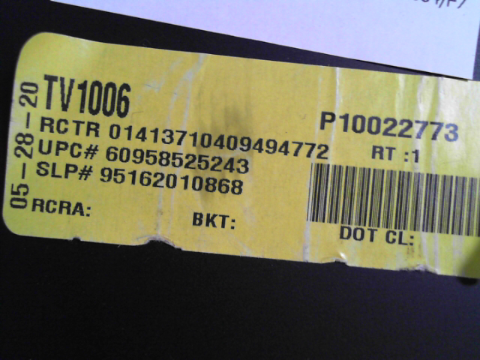 05-28-20
TV1006
P10022773
RCTR 01413710409494772
RT :1
UPC# 60958525243
SLP# 95162010868
RCRA:
BKT:
DOT CL: